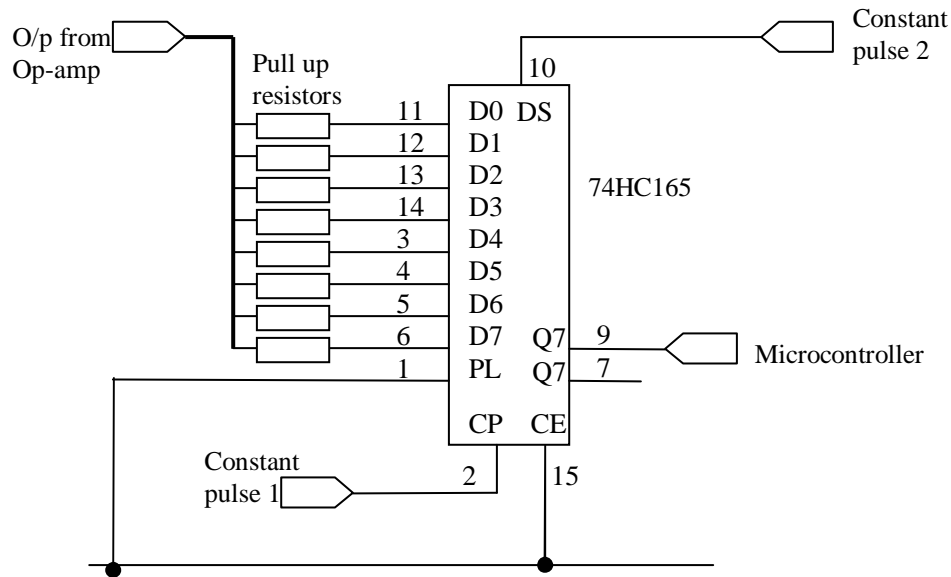 O/p from
Op-amp
Pull up
resistors
Constant
pulse 2
10
11
D0 DS
12
D1
13
D2
74HC165
14
D3
3
D4
4
D5
5
D6
6
D7
Q7
9
Microcontroller
1
PL
Q7
7
CP CE
Constant
pulse 1
2
15